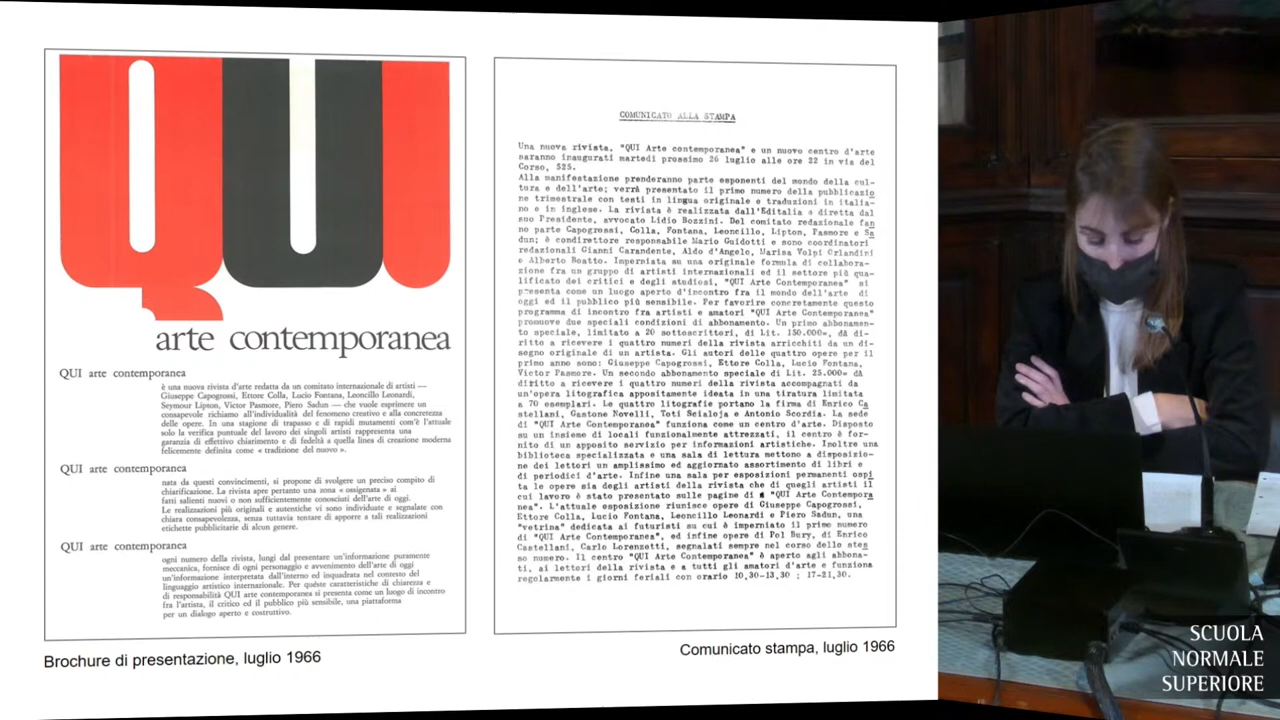 QUI
arte contemporanea
QUI arte contemporanea
è una nuova rivista d'arte redatta da un comitato internazionale di artisti —
Giuseppe Capogrossi, Ettore Colla, Lucio Fontana, Leoncillo Leonardi,
Seymour Lipton, Victor Pasmore, Piero Sadun — che vuole esprimere un
consapevole richiamo all'individualità del fenomeno creativo e alla concretezza
delle opere. In una stagione di trapasso e di rapidi mutamenti com'è l'attuale
solo la verifica puntuale del lavoro dei singoli artisti rappresenta una
garanzia di effettivo chiarimento e di fedeltà a quella linea di creazione moderna
felicemente definita come « tradizione del nuovo ».
QUI arte contemporanea
nata da questi convincimenti, si propone di svolgere un preciso compito di
chiarificazione. La rivista apre pertanto una zona « ossigenata » ai
fatti salienti nuovi o non sufficientemente conosciuti dell'arte di oggi.
Le realizzazioni più originali e autentiche vi sono individuate e segnalate con
chiara consapevolezza, senza tuttavia tentare di apporre a tali realizzazioni
etichette pubblicitarie di alcun genere.
QUI arte contemporanea
ogni numero della rivista, lungi dal presentare un'informazione puramente
meccanica, fornisce di ogni personaggio e avvenimento dell'arte di oggi
un'informazione interpretata dall'interno ed inquadrata nel contesto del
linguaggio artistico internazionale. Per queste caratteristiche di chiarezza e
di responsabilità QUI arte contemporanea si presenta come un luogo di incontro
fra l'artista, il critico ed il pubblico più sensibile, una piattaforma
per un dialogo aperto e costruttivo.
Brochure di presentazione, luglio 1966
COMUNICATO ALLA STAMPA
Una nuova rivista, "QUI Arte contemporanea" e un nuovo centro d'arte
saranno inaugurati martedì prossimo 26 luglio alle ore 22 in via del
Corso, 525.
Alla manifestazione prenderanno parte esponenti del mondo della cul-
tura e dell'arte; verrà presentato il primo numero della pubblicazio
ne trimestrale con testi in lingua originale e traduzioni in italia-
no e in inglese. La rivista è realizzata dall'Editalia e diretta dal
suo Presidente, avvocato Lidio Bozzini. Del comitato redazionale fan
no parte Capogrossi, Colla, Fontana, Leoncillo, Lipton, Pasmore e Sa
dun; è condirettore responsabile Mario Guidotti e sono coordinatori
redazionali Gianni Carandente, Aldo d'Angelo, Marisa Volpi Orlandini
e Alberto Boatto. Imperniata su una originale formula di collabora-
zione fra un gruppo di artisti internazionali ed il settore più qua-
lificato dei critici e degli studiosi, "QUI Arte Contemporanea" si
presenta come un luogo aperto d'incontro fra il mondo dell'arte di
oggi ed il pubblico più sensibile. Per favorire concretamente questo
programma di incontro fra artisti e amatori "QUI Arte Contemporanea"
promuove due speciali condizioni di abbonamento. Un primo abbonamen-
to speciale, limitato a 20 sottoscrittori, di Lit. 150.000=, dà di-
ritto a ricevere i quattro numeri della rivista arricchiti da un di-
segno originale di un artista. Gli autori delle quattro opere per il
primo anno sono: Giuseppe Capogrossi, Ettore Colla, Lucio Fontana,
Victor Pasmore. Un secondo abbonamento speciale di Lit. 25.000= dà
diritto a ricevere i quattro numeri della rivista accompagnati da
un'opera litografica appositamente ideata in una tiratura limitata
a 70 esemplari. Le quattro litografie portano la firma di Enrico Ca
stellani, Gastone Novelli, Toti Scialoja e Antonio Scordia. La sede
di "QUI Arte Contemporanea" funziona come un centro d'arte. Disposto
su un insieme di locali funzionalmente attrezzati, il centro è for-
nito di un apposito servizio per informazioni artistiche. Inoltre una
biblioteca specializzata e una sala di lettura mettono a disposizio-
ne dei lettori un amplissimo ed aggiornato assortimento di libri e
di periodici d'arte. Infine una sala per esposizioni permanenti ospi
ta le opere sia degli artisti della rivista che di quegli artisti il
cui lavoro è stato presentato sulle pagine di "QUI Arte Contempora
nea". L'attuale esposizione riunisce opere di Giuseppe Capogrossi,
Ettore Colla, Lucio Fontana, Leoncillo Leonardi e Piero Sadun, una
"vetrina" dedicata ai futuristi su cui è imperniato il primo numero
di "QUI Arte Contemporanea", ed infine opere di Pol Bury, di Enrico
Castellani, Carlo Lorenzetti, segnalati sempre nel corso dello stes
so numero. Il centro "QUI Arte Contemporanea" è aperto agli abbona-
ti, ai lettori della rivista e a tutti gli amatori d'arte e funziona
regolarmente i giorni feriali con orario 10,30-13,30 ; 17-21,30.
Comunicato stampa, luglio 1966
SCUOLA
NORMALE
SUPERIORE